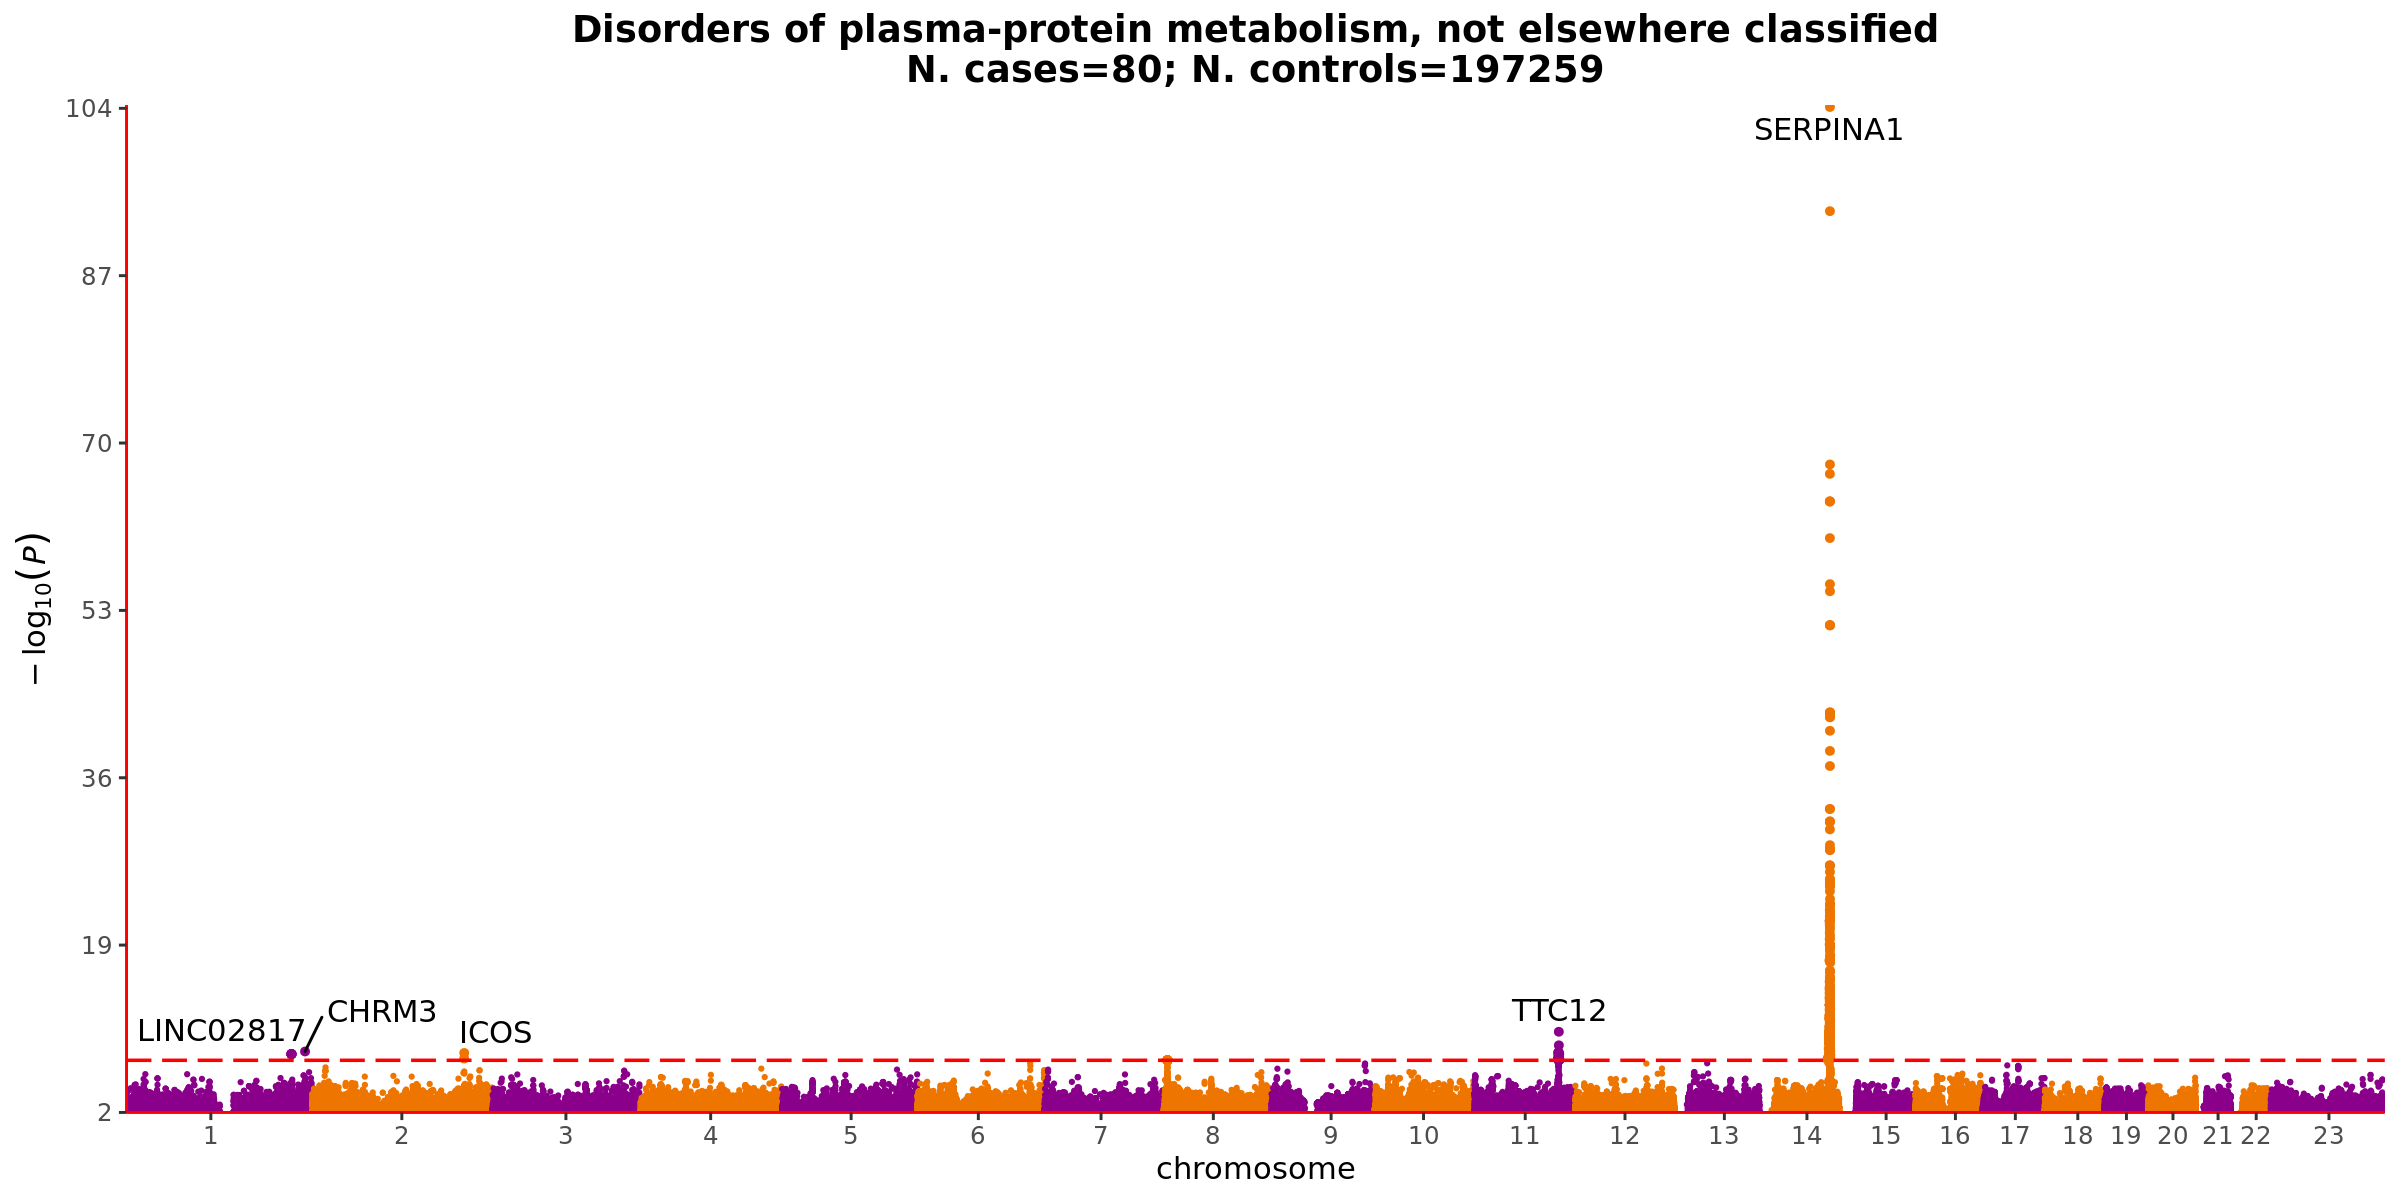 Disorders of plasma-protein metabolism, not elsewhere classified
N. cases=80; N. controls=197259
104
87
70
53
36
19
2
−log10(P)
SERPINA1
LINC02817
CHRM3
ICOS
TTC12
1 2 3 4 5 6 7 8 9 10 11 12 13 14 15 16 17 18 19 20 21 22 23
chromosome